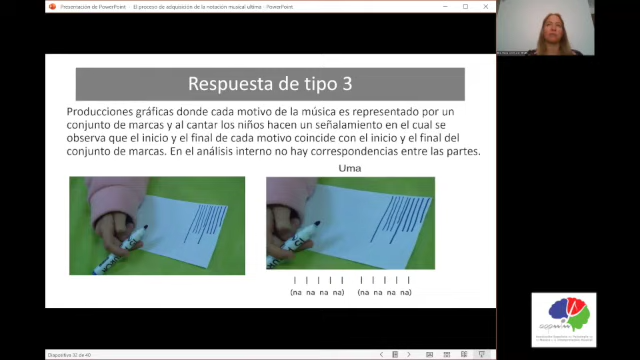 Presentación de PowerPoint - El proceso de adquisición de la notacion musical ultima - PowerPoint
Respuesta de tipo 3
Producciones gráficas donde cada motivo de la música es representado por un
conjunto de marcas y al cantar los niños hacen un señalamiento en el cual se
observa que el inicio y el final de cada motivo coincide con el inicio y el final del
conjunto de marcas. En el análisis interno no hay correspondencias entre las partes.
Uma
(na na na na) (na na na na)
Diapositiva 32 de 40